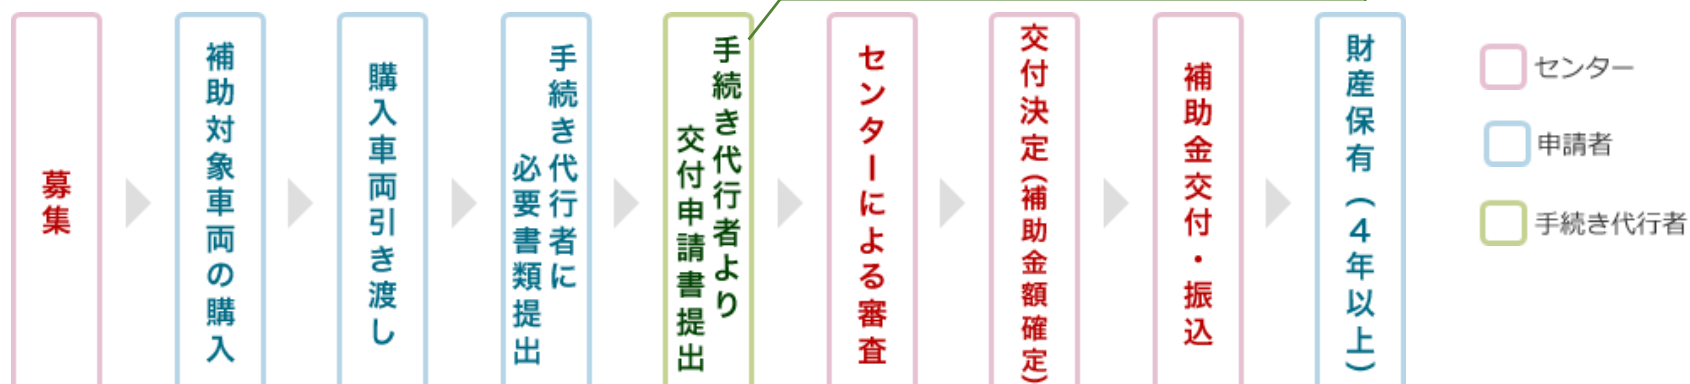 募集
補助対象車両の購入
購入車両引き渡し
手続き代行者に
必要書類提出
手続き代行者より
交付申請書提出
センターによる審査
交付決定(補助金額確定)
補助金交付・振込
財産保有(4年以上)
センター
申請者
手続き代行者